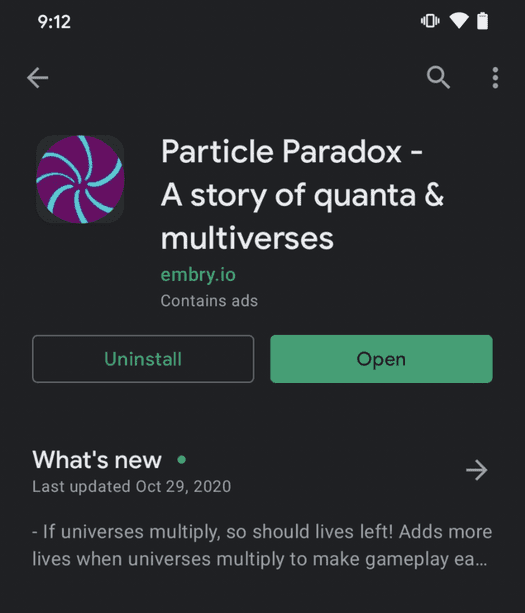 9:12
Particle Paradox -
A story of quanta &
multiverses
embry.io
Contains ads
Uninstall
Open
What's new
Last updated Oct 29, 2020
- If universes multiply, so should lives left! Adds more
lives when universes multiply to make gameplay ea...